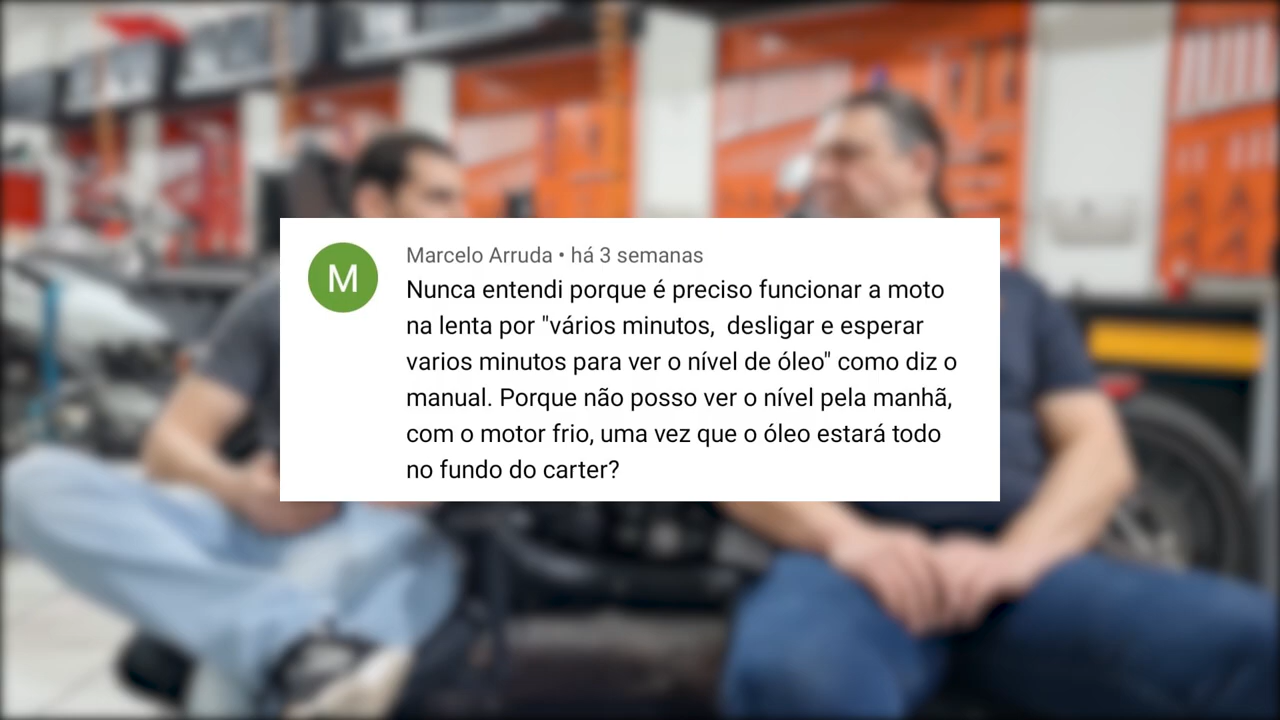 M
Marcelo Arruda • há 3 semanas
Nunca entendi porque é preciso funcionar a moto
na lenta por "vários minutos,  desligar e esperar
varios minutos para ver o nível de óleo" como diz o
manual. Porque não posso ver o nível pela manhã,
com o motor frio, uma vez que o óleo estará todo
no fundo do carter?